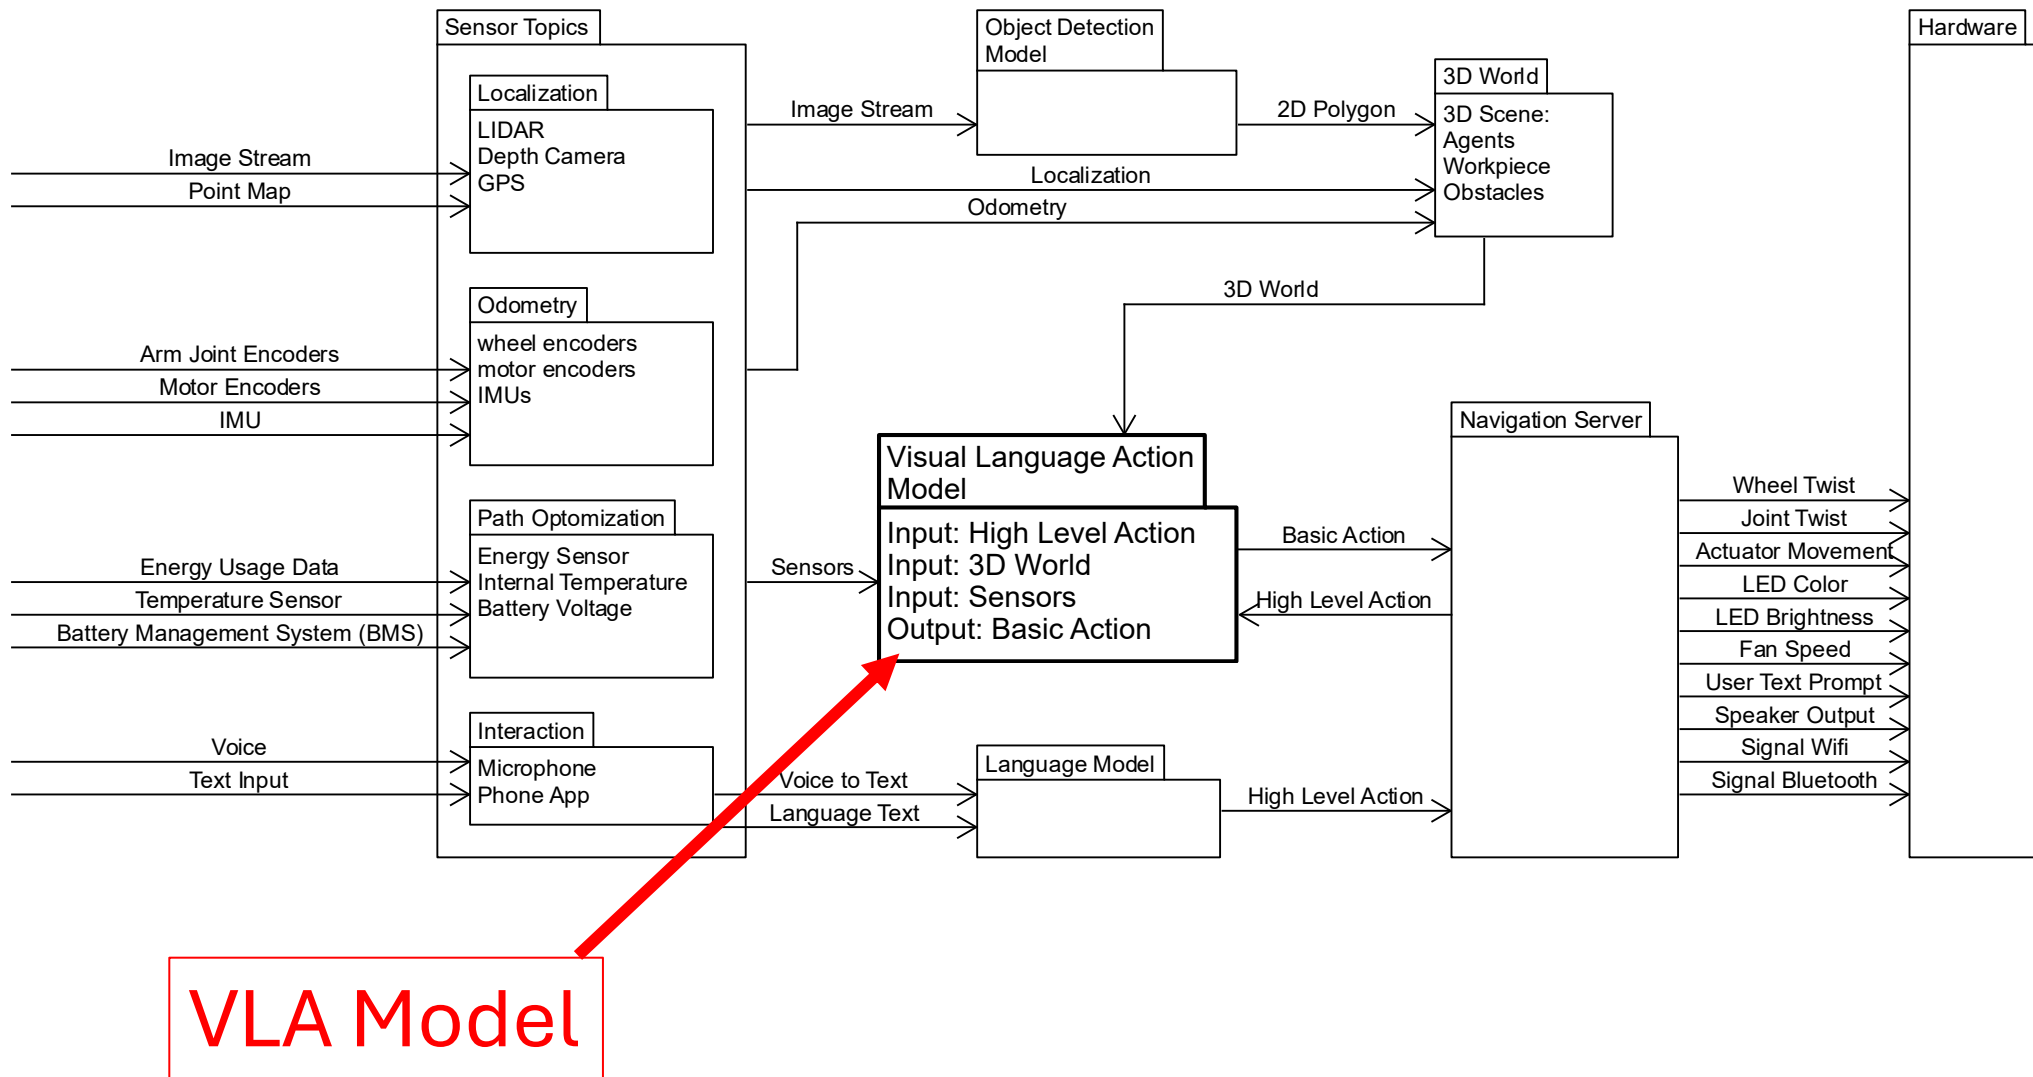 Sensor Topics
Localization
LIDAR
Depth Camera
GPS
Image Stream
Point Map
Odometry
wheel encoders
motor encoders
IMUs
Arm Joint Encoders
Motor Encoders
IMU
Path Optomization
Energy Sensor
Internal Temperature
Battery Voltage
Energy Usage Data
Temperature Sensor
Battery Management System (BMS)
Interaction
Microphone
Phone App
Voice
Text Input
Image Stream
Object Detection
Model
2D Polygon
Localization
Odometry
3D World
3D Scene:
Agents
Workpiece
Obstacles
3D World
Sensors
Visual Language Action
Model
Input: High Level Action
Input: 3D World
Input: Sensors
Output: Basic Action
Basic Action
High Level Action
Voice to Text
Language Text
Language Model
High Level Action
Navigation Server
Wheel Twist
Joint Twist
Actuator Movement
LED Color
LED Brightness
Fan Speed
User Text Prompt
Speaker Output
Signal Wifi
Signal Bluetooth
Hardware
VLA Model